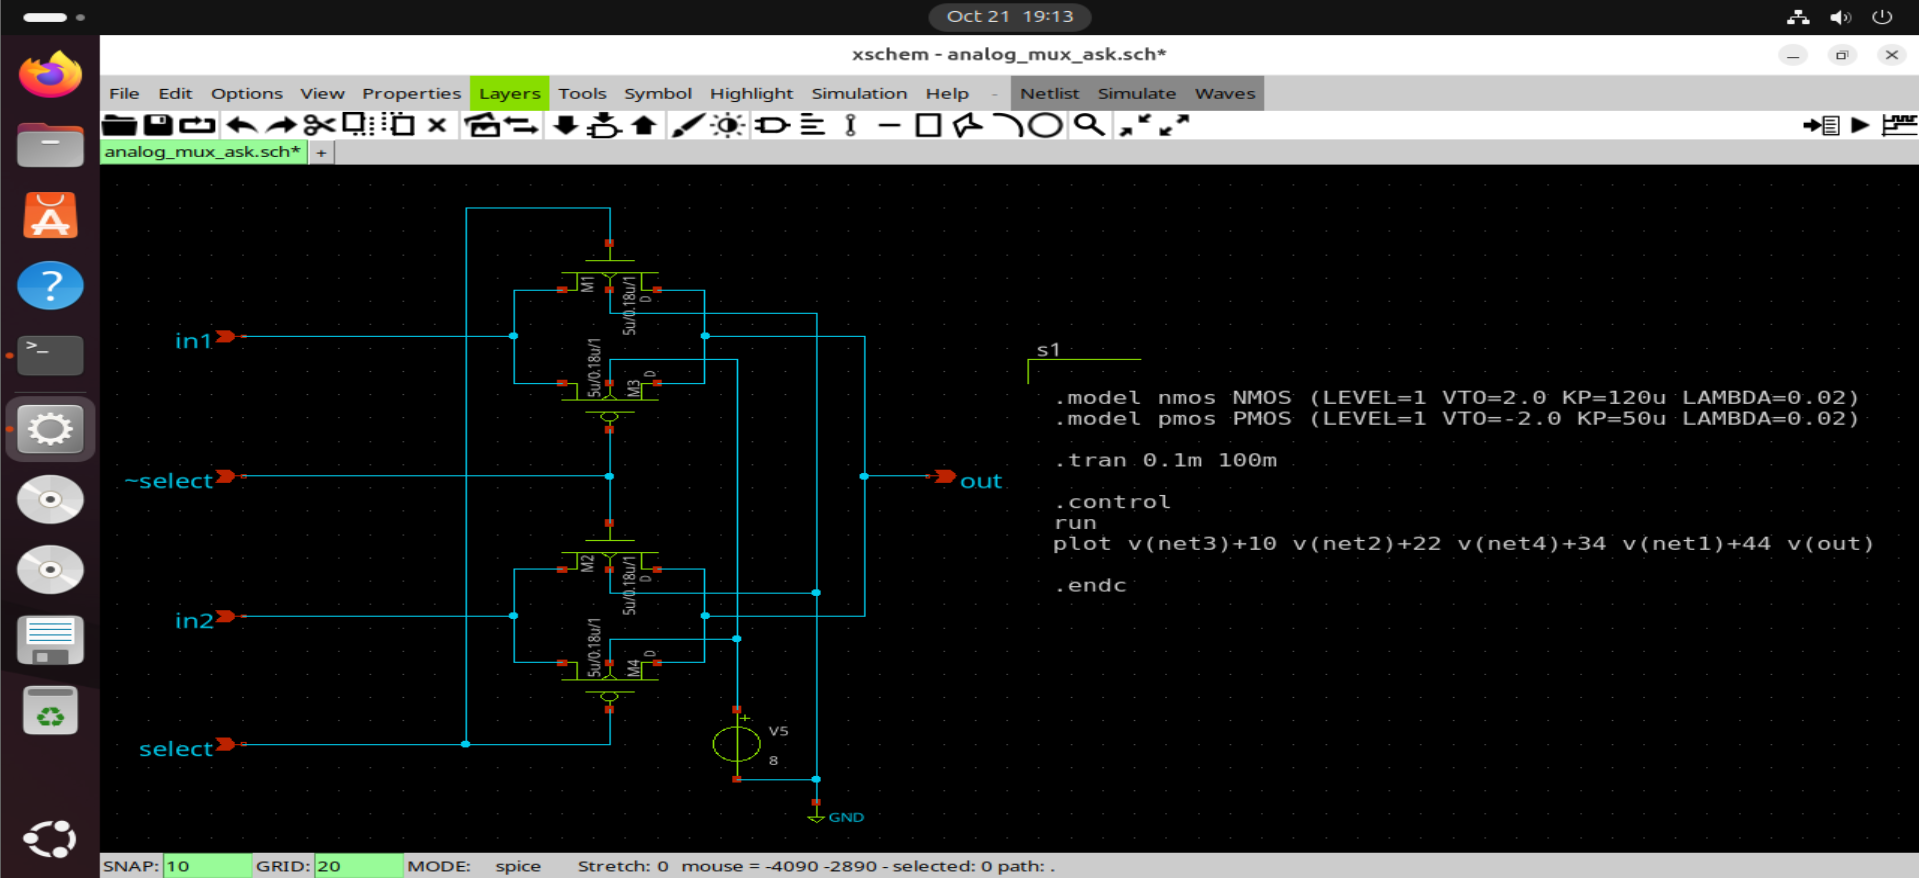 Oct 21 19:13
xschem - analog_mux_ask.sch*
File Edit Options View Properties Layers Tools Symbol Highlight Simulation Help - Netlist Simulate Waves
analog_mux_ask.sch* +
M1
5u/0.18u/1
D
in1
5u/0.18u/1
M3
D
s1
.model nmos NMOS (LEVEL=1 VTO=2.0 KP=120u LAMBDA=0.02)
.model pmos PMOS (LEVEL=1 VTO=-2.0 KP=50u LAMBDA=0.02)
.tran 0.1m 100m
.control
run
plot v(net3)+10 v(net2)+22 v(net4)+34 v(net1)+44 v(out)
.endc
~select
out
M2
5u/0.18u/1
D
in2
5u/0.18u/1
M4
D
V5
8
select
GND
SNAP: 10 GRID: 20 MODE: spice Stretch: 0 mouse = -4090 -2890 - selected: 0 path: .